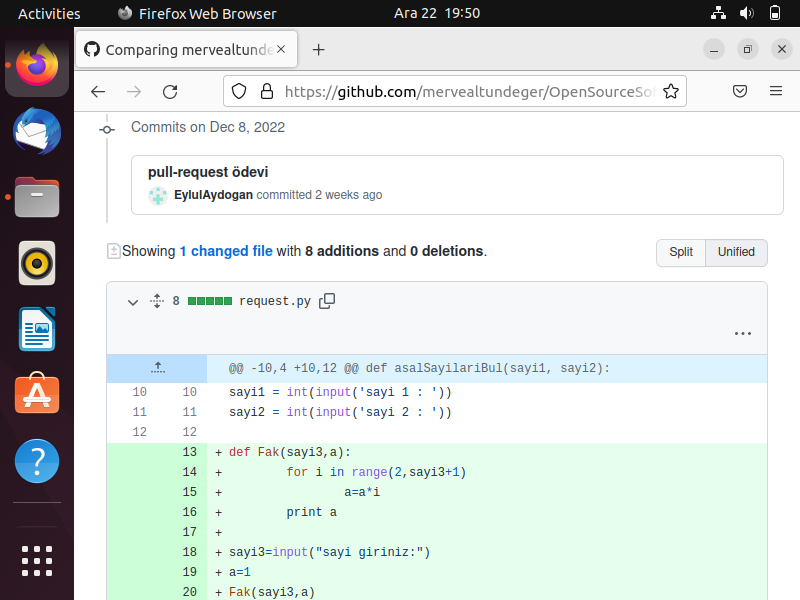 Activities
Firefox Web Browser
Ara 22 19:50
Comparing mervealtunde
https://github.com/mervealtundeger/OpenSourceSof
Commits on Dec 8, 2022
pull-request ödevi
EylulAydogan committed 2 weeks ago
Showing 1 changed file with 8 additions and 0 deletions.
Split
Unified
8 request.py
@@ -10,4 +10,12 @@ def asalSayilariBul(sayi1, sayi2):
10 10 sayi1 = int(input('sayi 1 : '))
11 11 sayi2 = int(input('sayi 2 : '))
12 12
13 + def Fak(sayi3,a):
14 + for i in range(2,sayi3+1)
15 + a=a*i
16 + print a
17 +
18 + sayi3=input("sayi giriniz:")
19 + a=1
20 + Fak(sayi3,a)